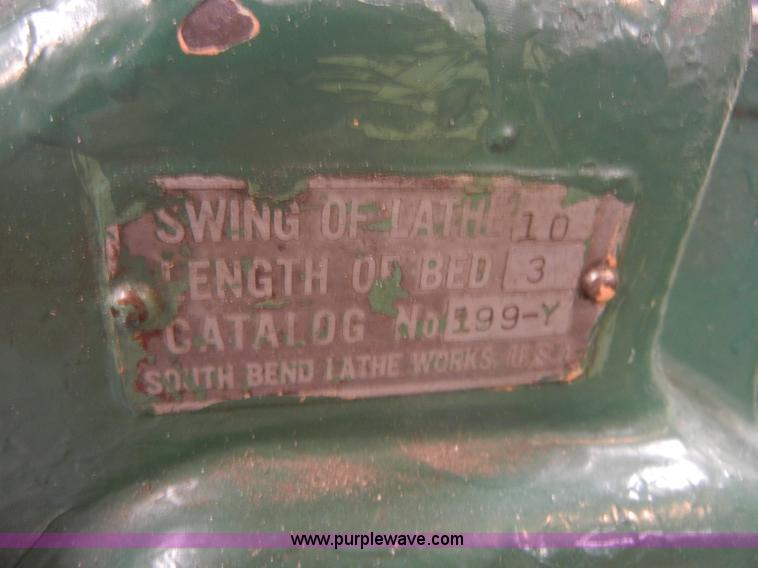 SWING OF LATHE 10
LENGTH OF BED 3
CATALOG No 199-Y
SOUTH BEND LATHE WORKS, U.S.A.
www.purplewave.com